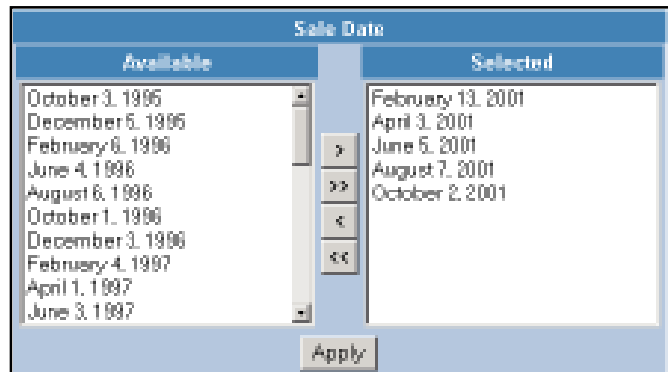 Sale Date
Available
Selected
October 3, 1995
December 5, 1995
February 6, 1996
June 4, 1996
August 6, 1996
October 1, 1996
December 3, 1996
February 4, 1997
April 1, 1997
June 3, 1997
>
>>
<
<<
February 13, 2001
April 3, 2001
June 5, 2001
August 7, 2001
October 2, 2001
Apply